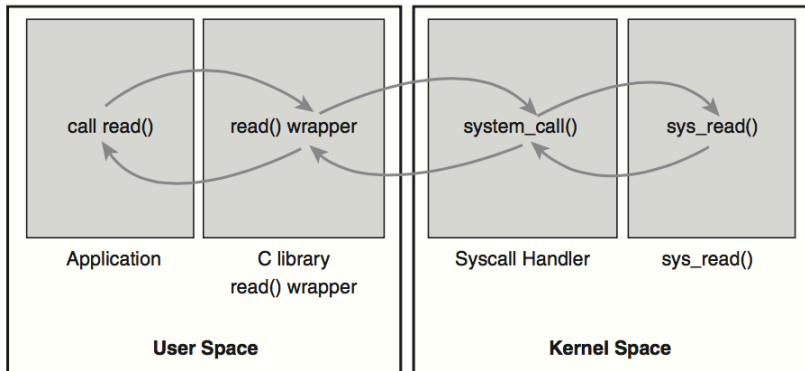 call read()
read() wrapper
system_call()
sys_read()
Application
C library
read() wrapper
Syscall Handler
sys_read()
User Space
Kernel Space